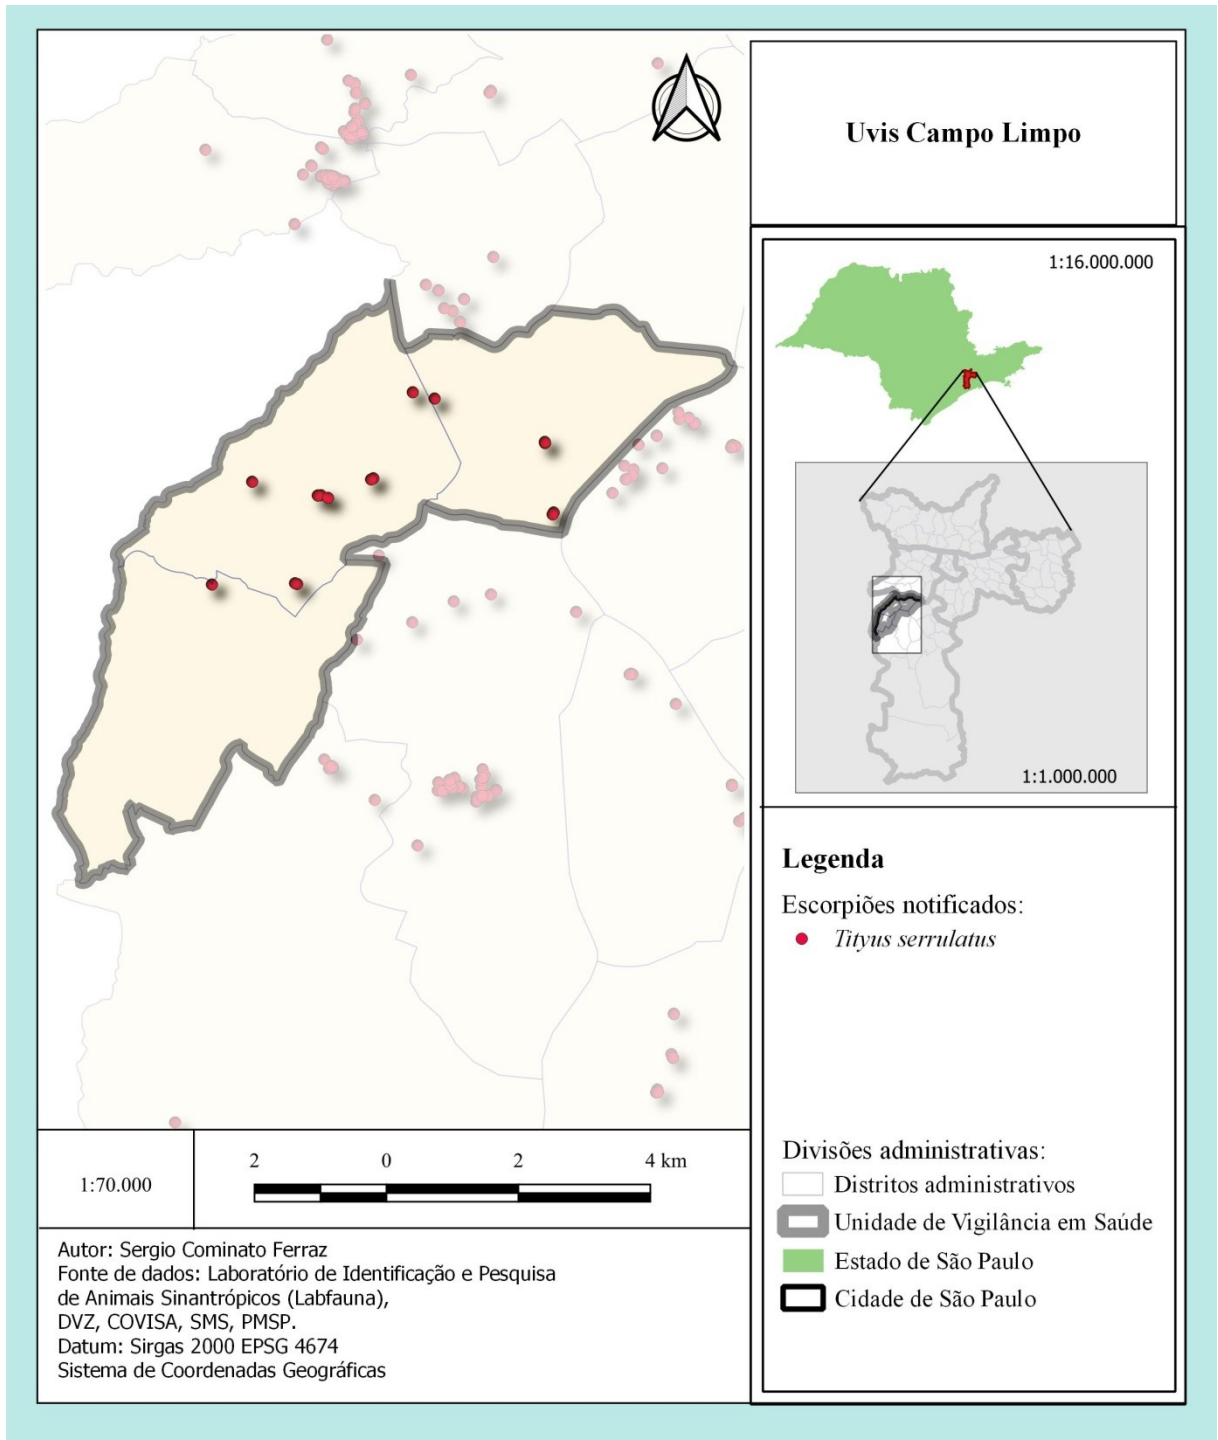 Uvis Campo Limpo
1:16.000.000
1:1.000.000
Legenda
Escorpiões notificados:
Tityus serrulatus
Divisões administrativas:
Distritos administrativos
Unidade de Vigilância em Saúde
Estado de São Paulo
Cidade de São Paulo
1:70.000
2 0 2 4 km
Autor: Sergio Cominato Ferraz
Fonte de dados: Laboratório de Identificação e Pesquisa
de Animais Sinantrópicos (Labfauna),
DVZ, COVISA, SMS, PMSP.
Datum: Sirgas 2000 EPSG 4674
Sistema de Coordenadas Geográficas